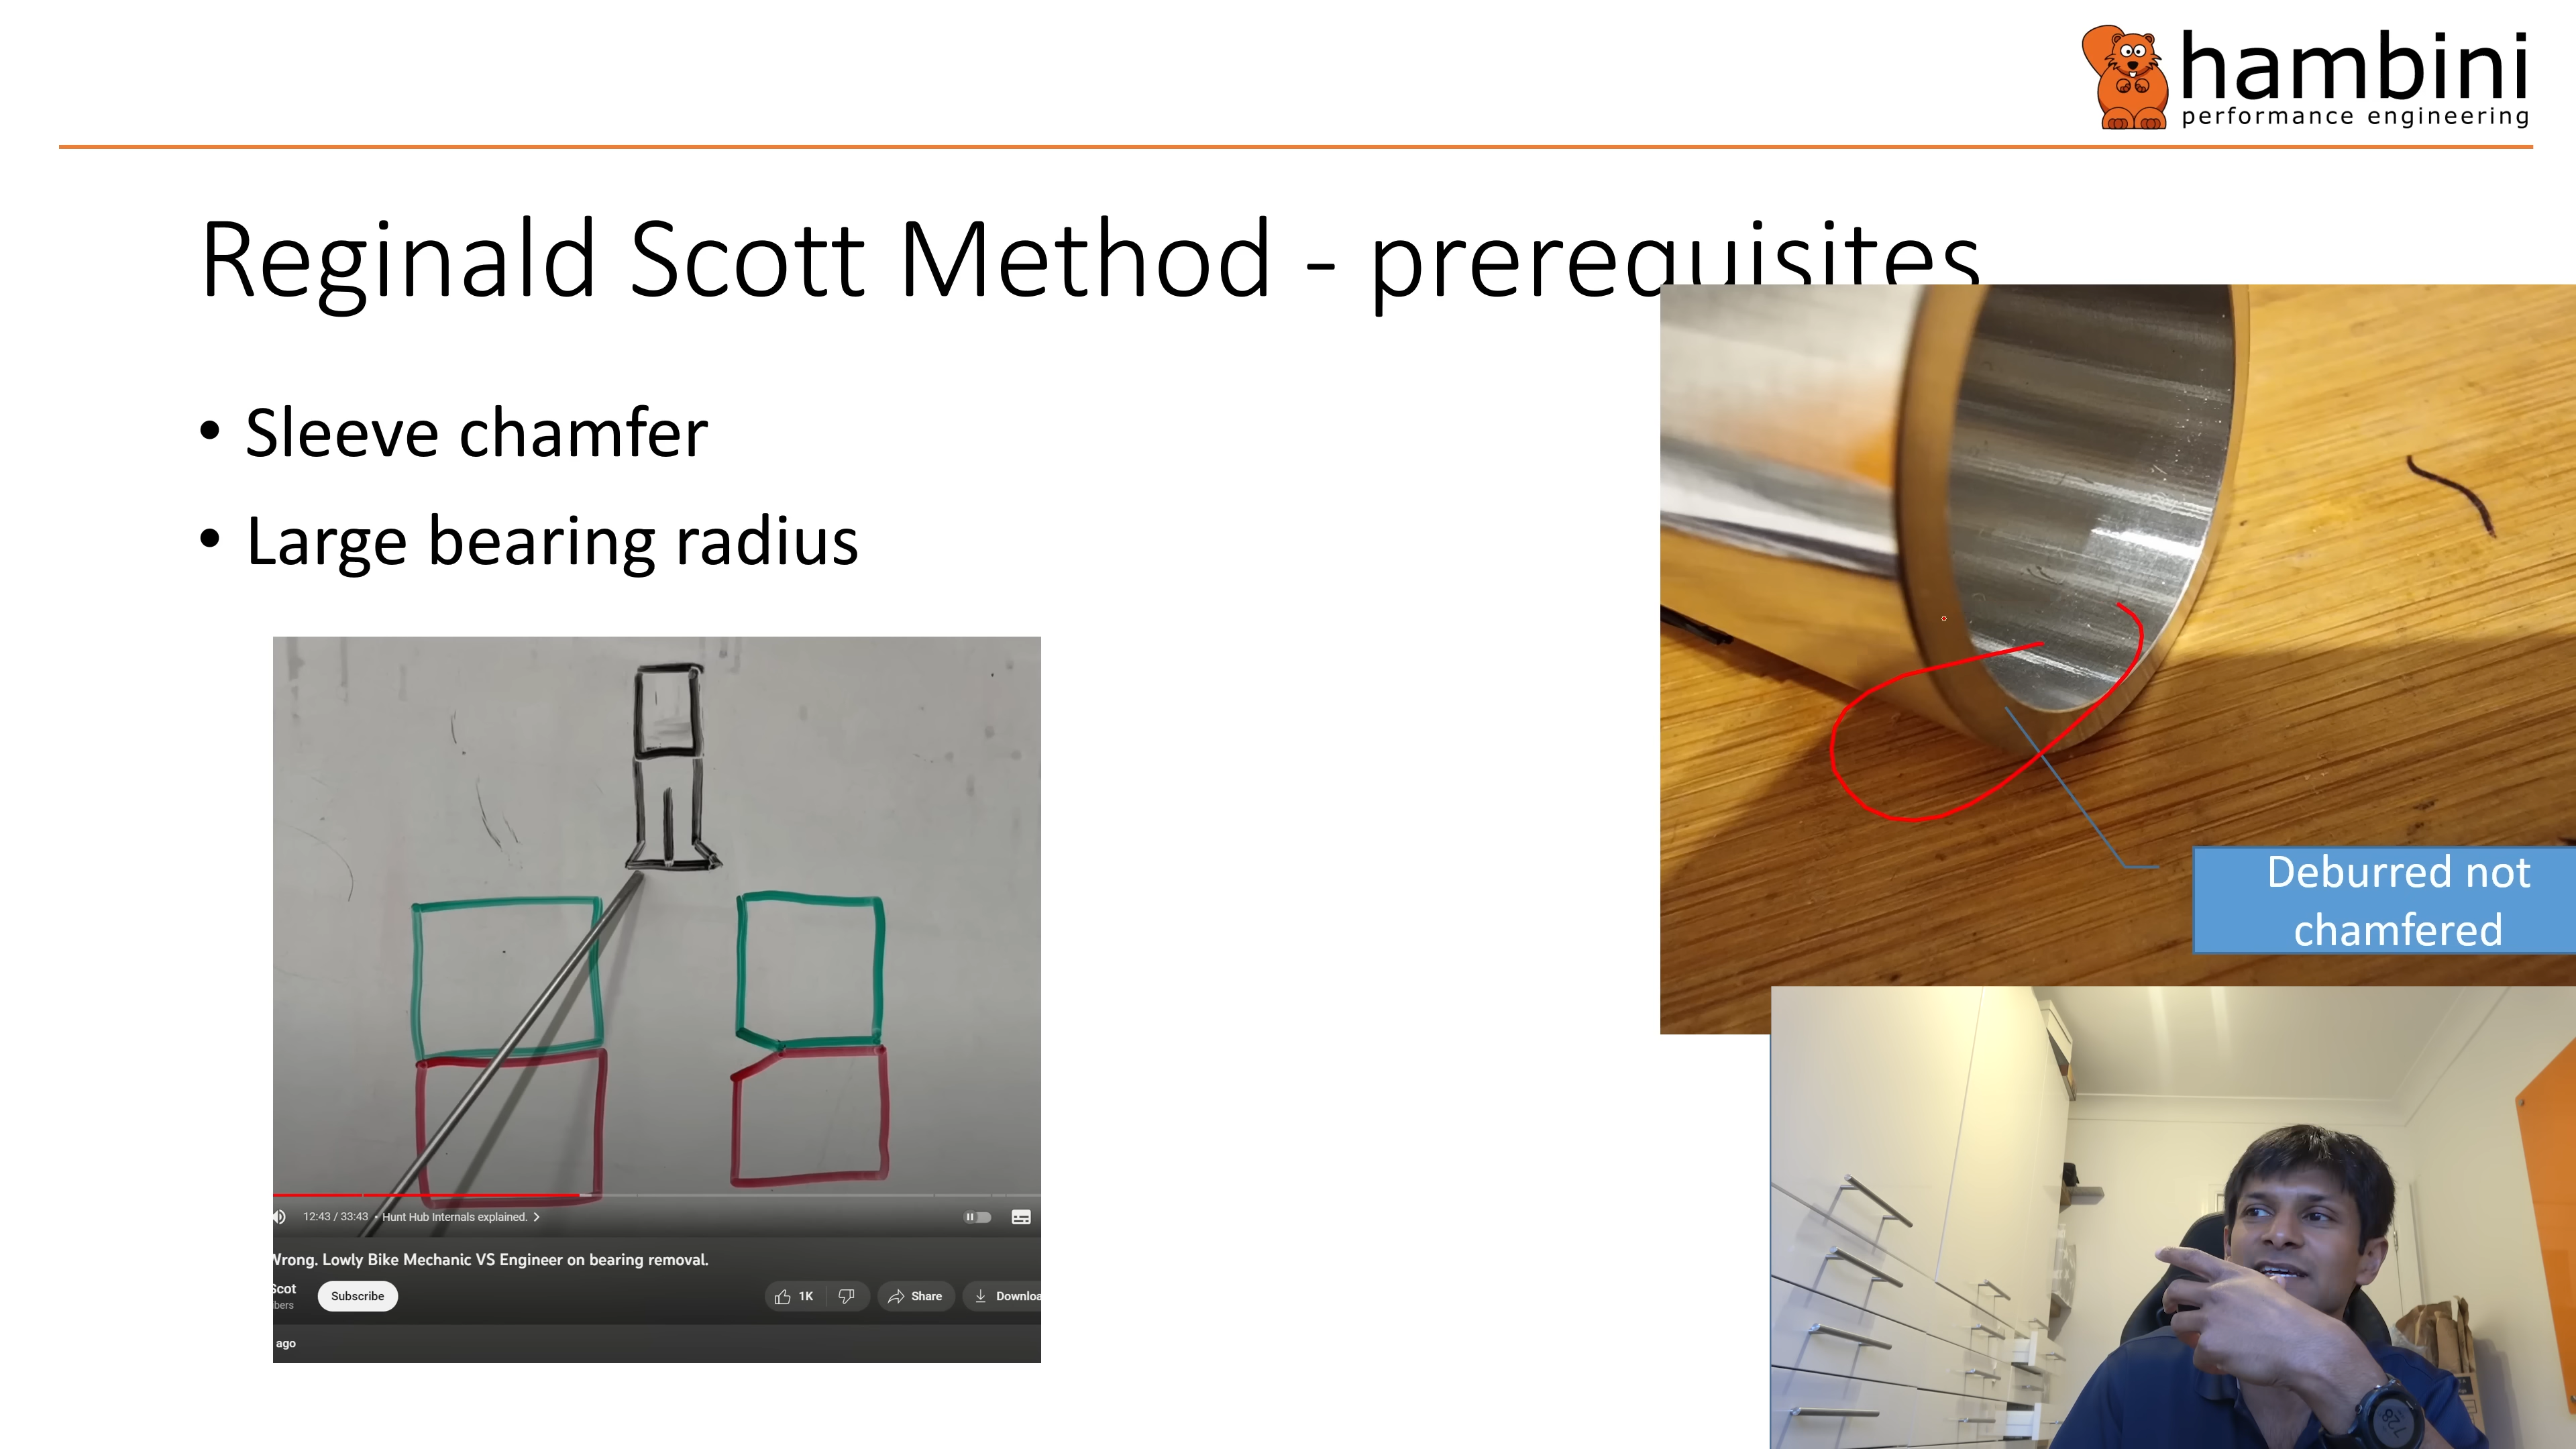 hambini
performance engineering
Reginald Scott Method - prerequisites
• Sleeve chamfer
• Large bearing radius
Deburred not
chamfered
12:43 / 33:43 • Hunt Hub Internals explained.
Wrong. Lowly Bike Mechanic VS Engineer on bearing removal.
Scot
bers
Subscribe
1K
Share
Downloa
ago